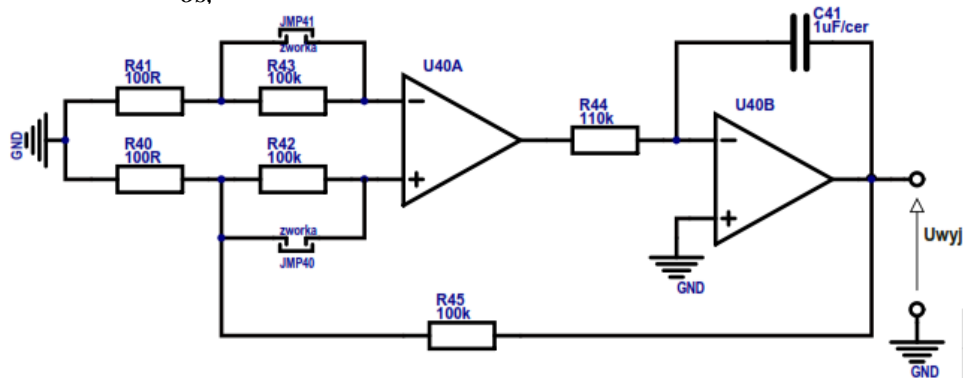 os,
JMP41
zworka
C41
1uF/cer
R41
100R
R43
100k
U40A
R44
110k
U40B
GND
R40
100R
R42
100k
zworka
JMP40
GND
Uwyj
R45
100k
GND